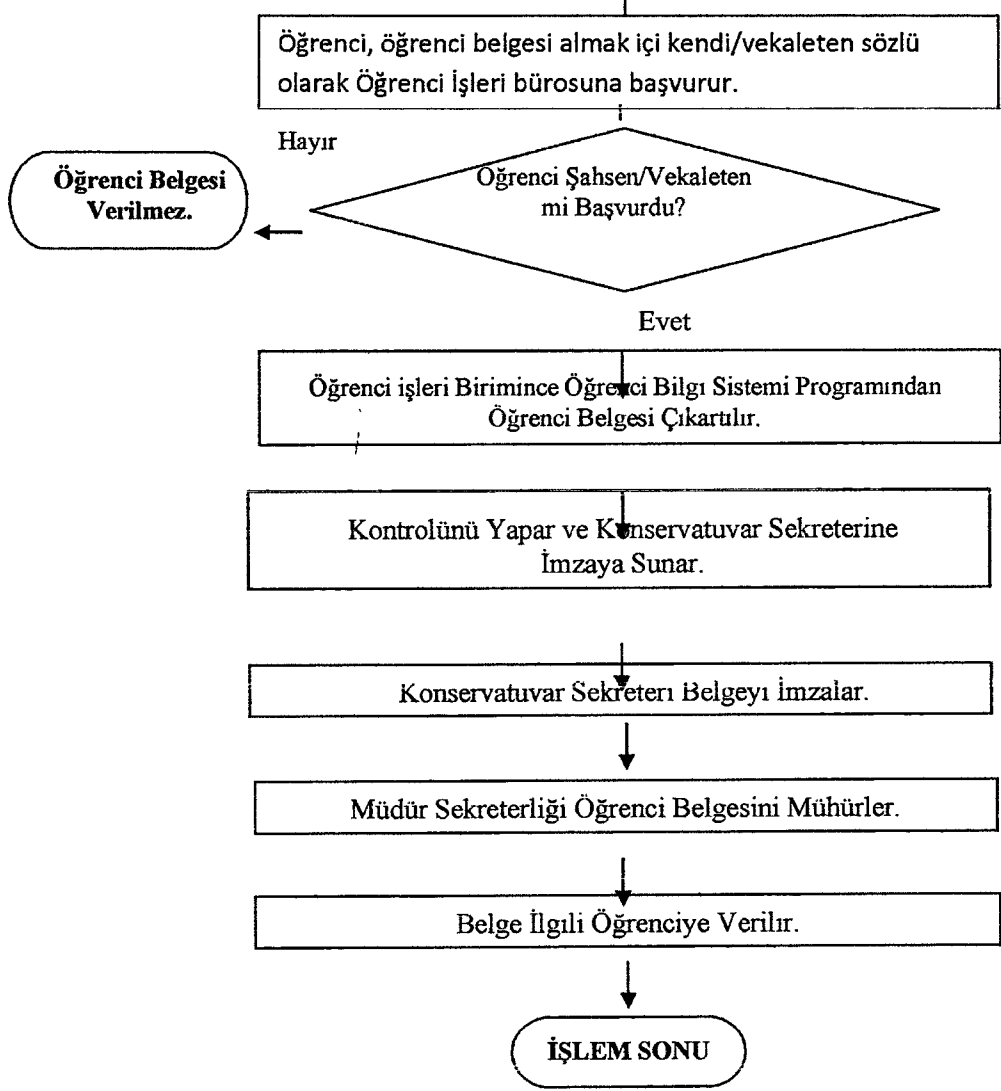 Öğrenci, öğrenci belgesi almak içi kendi/vekaleten sözlü
olarak Öğrenci İşleri bürosuna başvurur.
Hayır
Öğrenci Belgesi
Verilmez.
Öğrenci Şahsen/Vekaleten
mi Başvurdu?
Evet
Öğrenci işleri Birimince Öğrenci Bilgi Sistemi Programından
Öğrenci Belgesi Çıkartılır.
Kontrolünü Yapar ve Konservatuvar Sekreterine
İmzaya Sunar.
Konservatuvar Sekreteri Belgeyi İmzalar.
Müdür Sekreterliği Öğrenci Belgesini Mühürler.
Belge İlgili Öğrenciye Verilir.
İŞLEM SONU